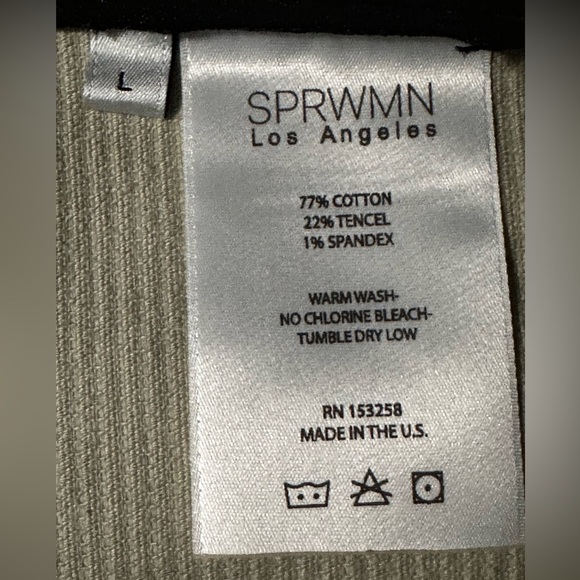 L
SPRWMN
Los Angeles
77% COTTON
22% TENCEL
1% SPANDEX
WARM WASH-
NO CHLORINE BLEACH-
TUMBLE DRY LOW
RN 153258
MADE IN THE U.S.